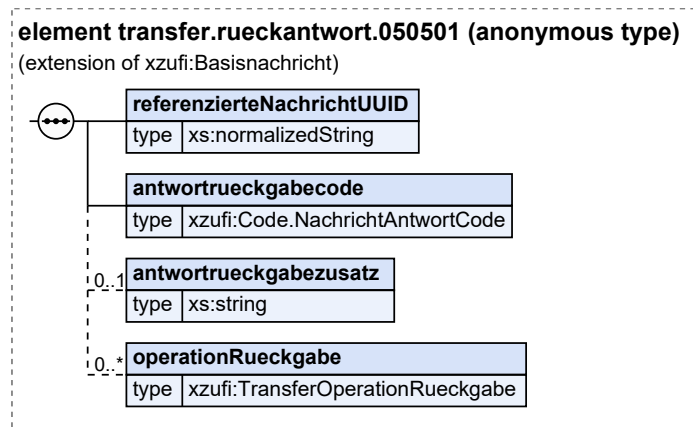 element transfer.rueckantwort.050501 (anonymous type)
(extension of xzufi:Basisnachricht)
referenzierteNachrichtUUID
type xs:normalizedString
antwortrueckgabecode
type xzufi:Code.NachrichtAntwortCode
0..1 antwortrueckgabezusatz
type xs:string
0..* operationRueckgabe
type xzufi:TransferOperationRueckgabe